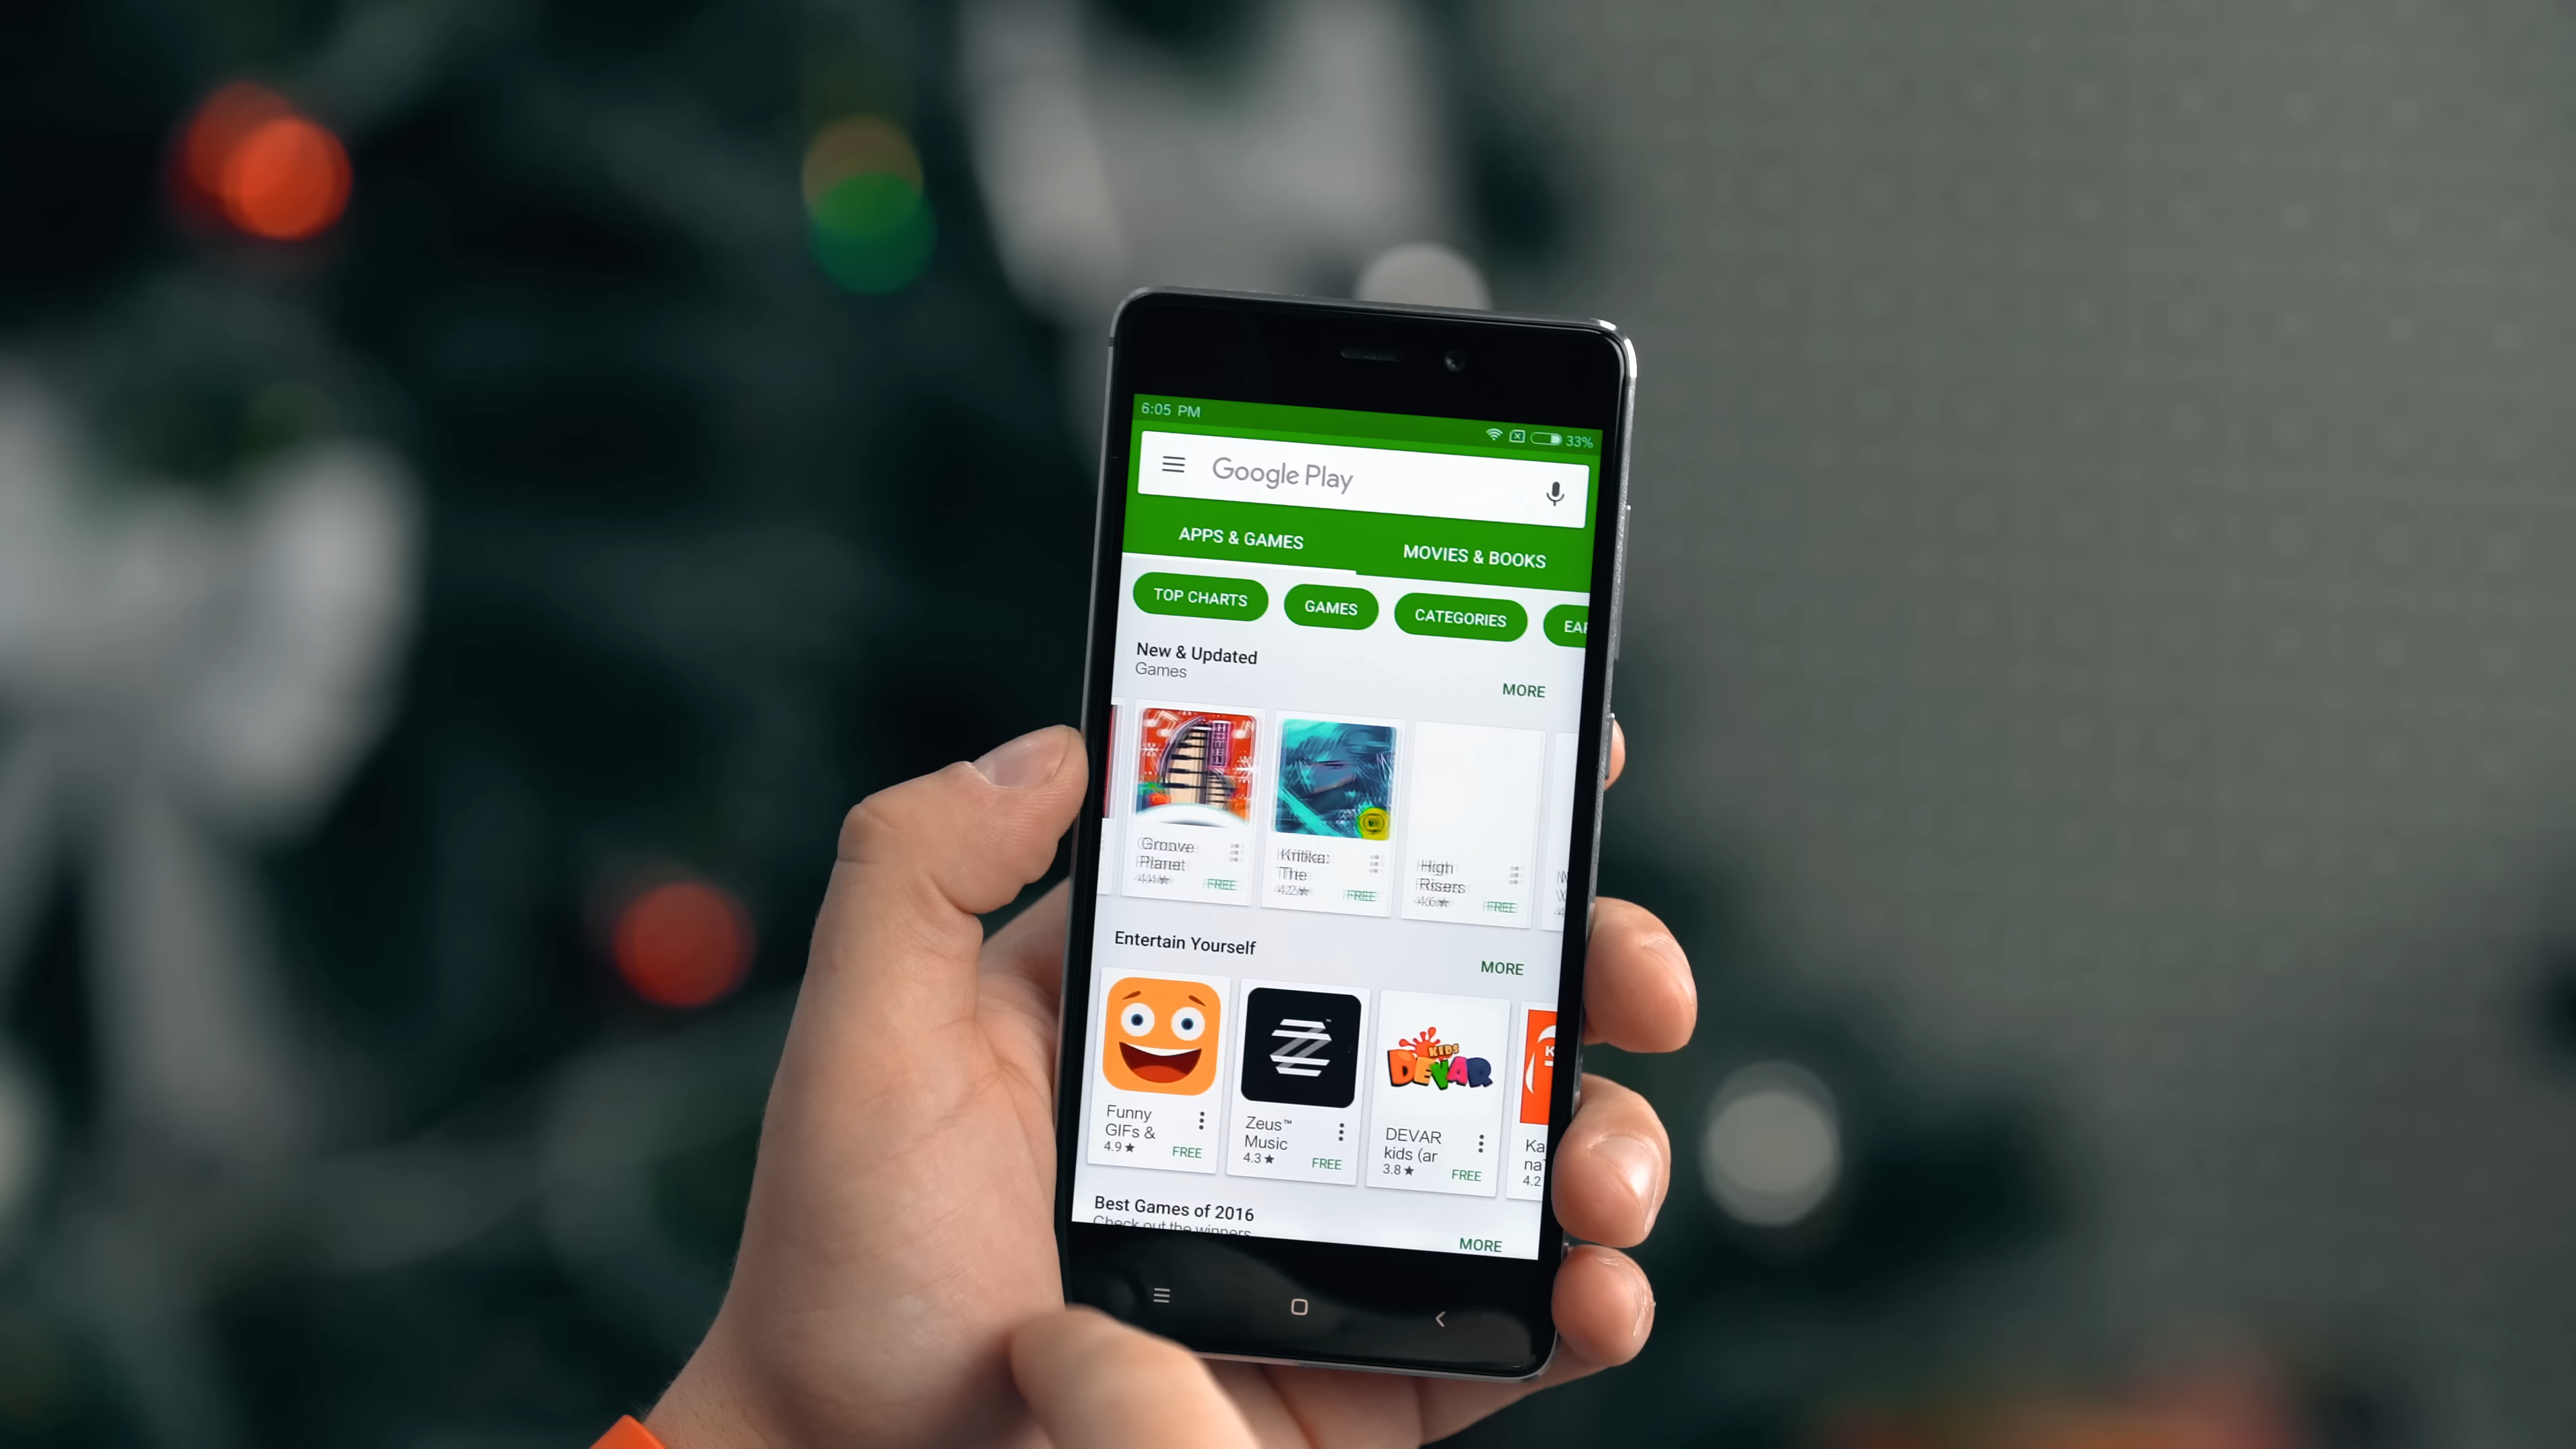 6:05 PM
33%
Google Play
APPS & GAMES
MOVIES & BOOKS
TOP CHARTS
GAMES
CATEGORIES
EAR
New & Updated
Games
MORE
Groove
Planet
4.4★
FREE
Kritika:
The
4.2★
FREE
High
Risers
4.6★
FREE
Entertain Yourself
MORE
Funny
GIFs &
4.9★
FREE
Zeus™
Music
4.3★
FREE
KIDS
DEVAR
DEVAR
kids (ar
3.8★
FREE
K
Ka
na
4.2
Best Games of 2016
Check out the winners
MORE